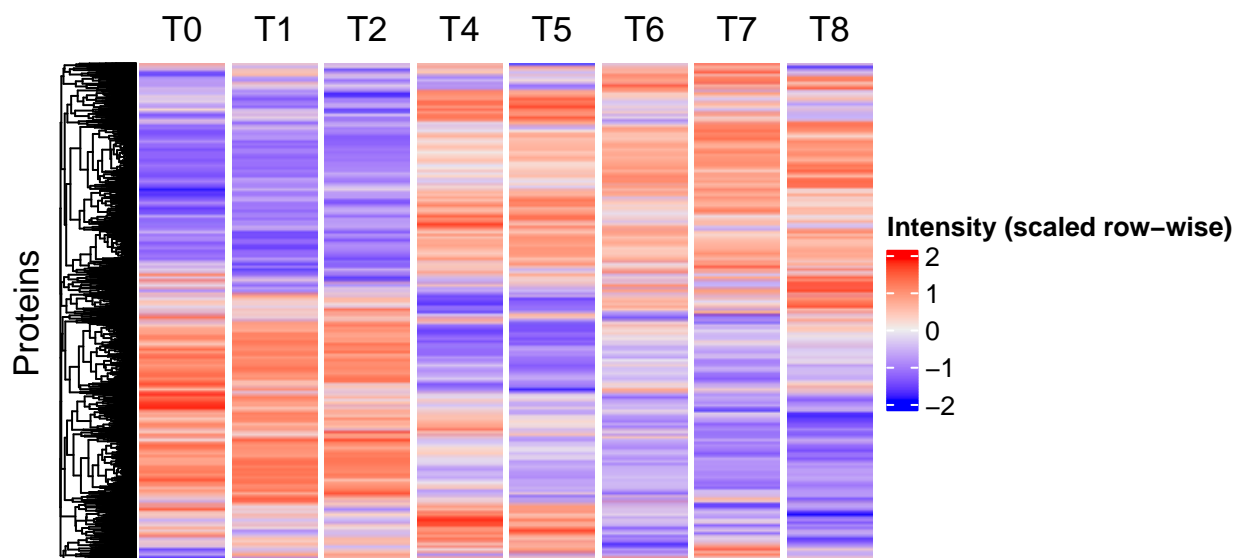 T0 T1 T2 T4 T5 T6 T7 T8
Proteins
Intensity (scaled row−wise)
2
1
0
−1
−2